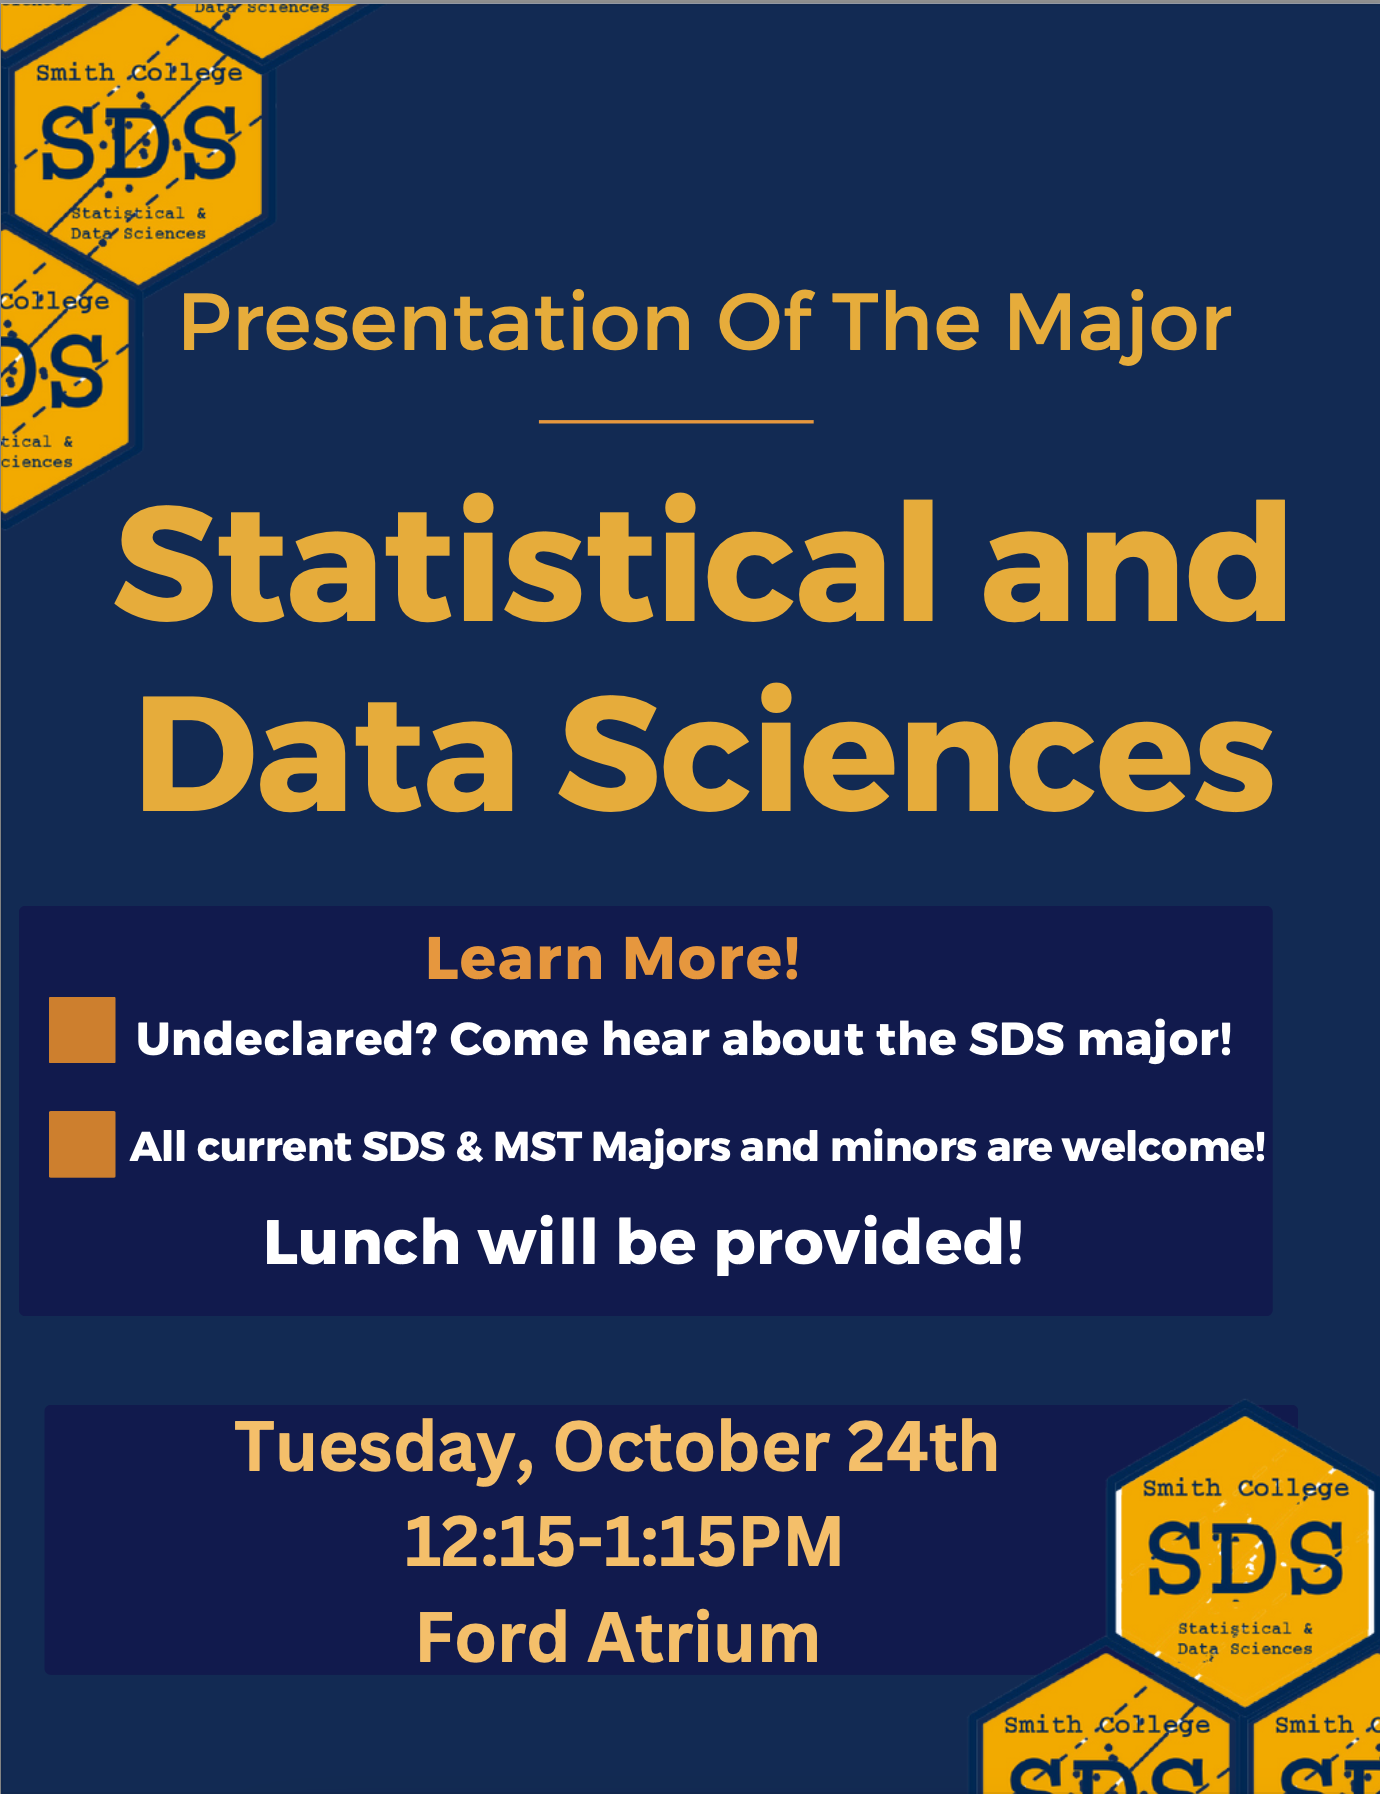 Data Sciences
Smith College
SDS
Statistical &
Data Sciences
College
DS
tical &
ciences
Presentation Of The Major
Statistical and
Data Sciences
Learn More!
Undeclared? Come hear about the SDS major!
All current SDS & MST Majors and minors are welcome!
Lunch will be provided!
Tuesday, October 24th
12:15-1:15PM
Ford Atrium
Smith College
SDS
Statistical &
Data Sciences
Smith College
SDS
Smith